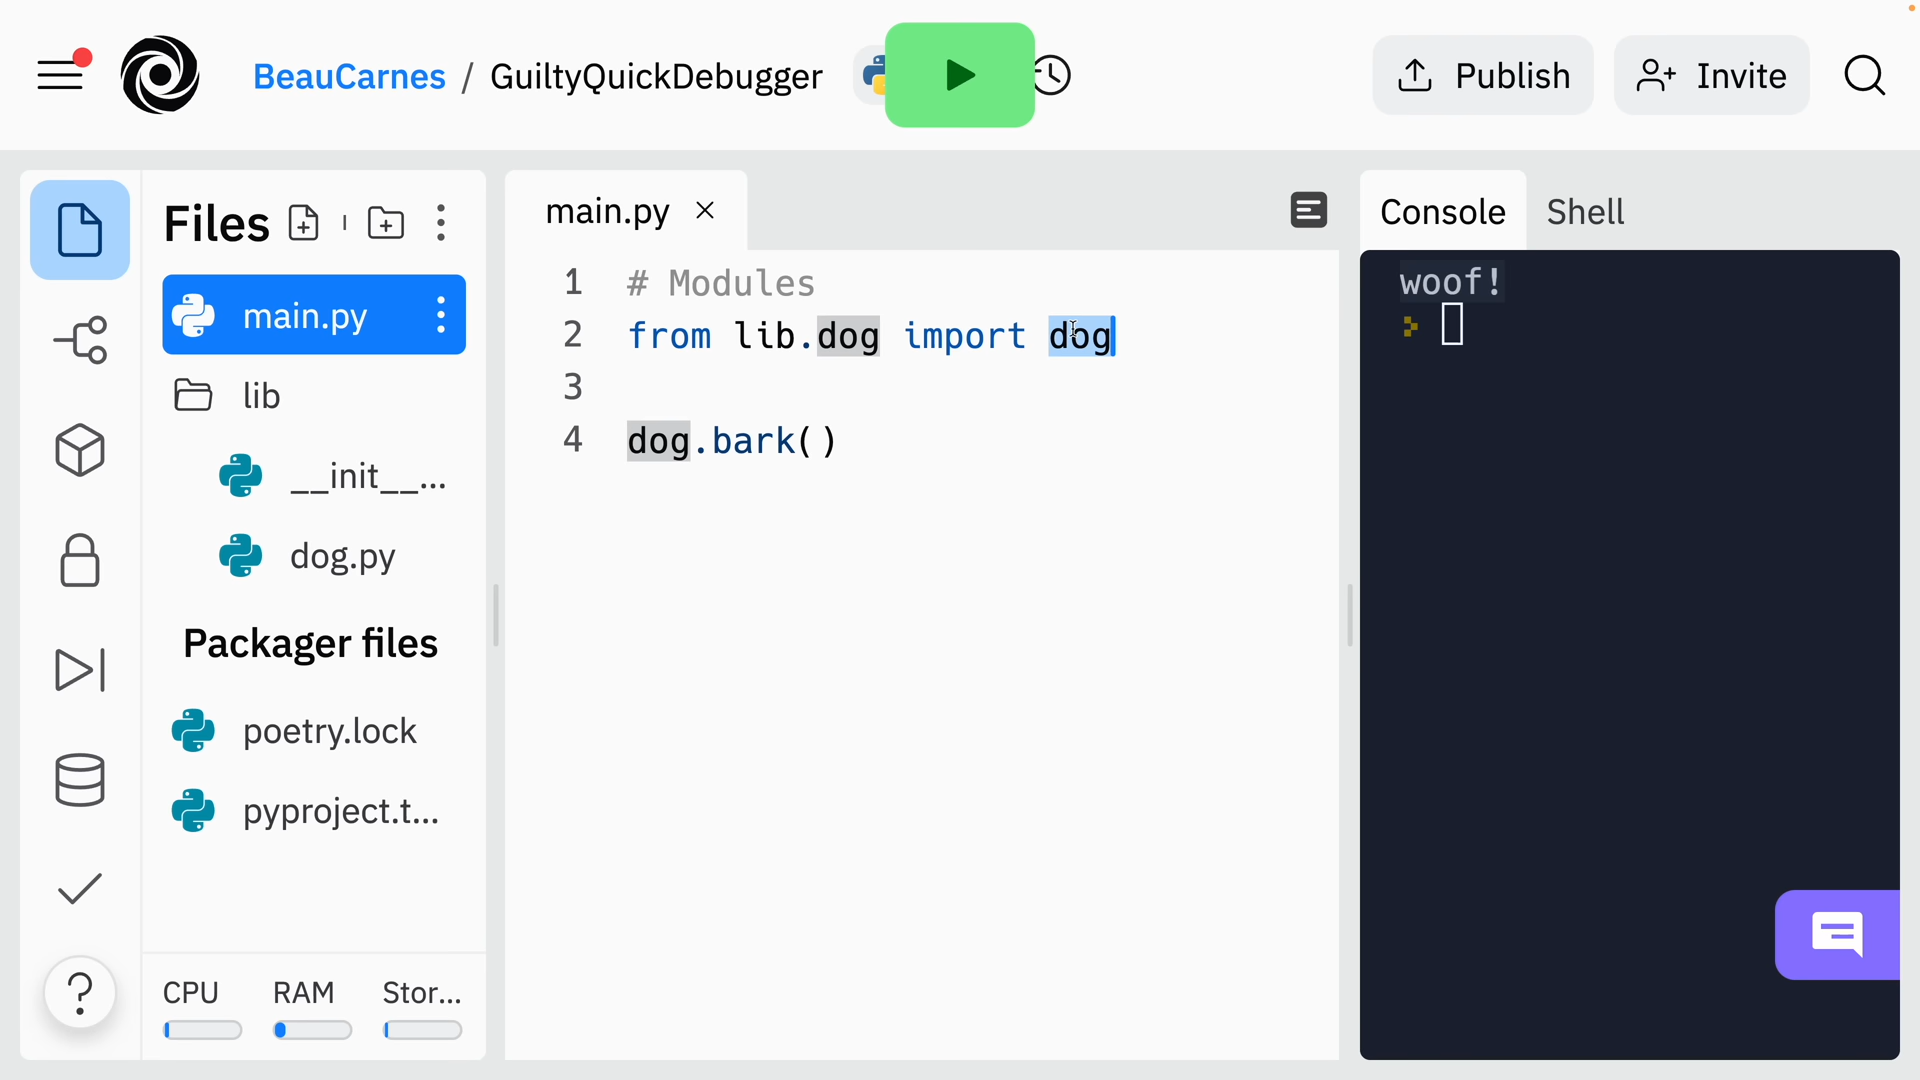 BeauCarnes / GuiltyQuickDebugger
Publish
Invite
Files
main.py
lib
__init__...
dog.py
Packager files
poetry.lock
pyproject.t...
CPU RAM Stor...
main.py
1 # Modules
2 from lib.dog import dog
3
4 dog.bark()
Console Shell
woof!